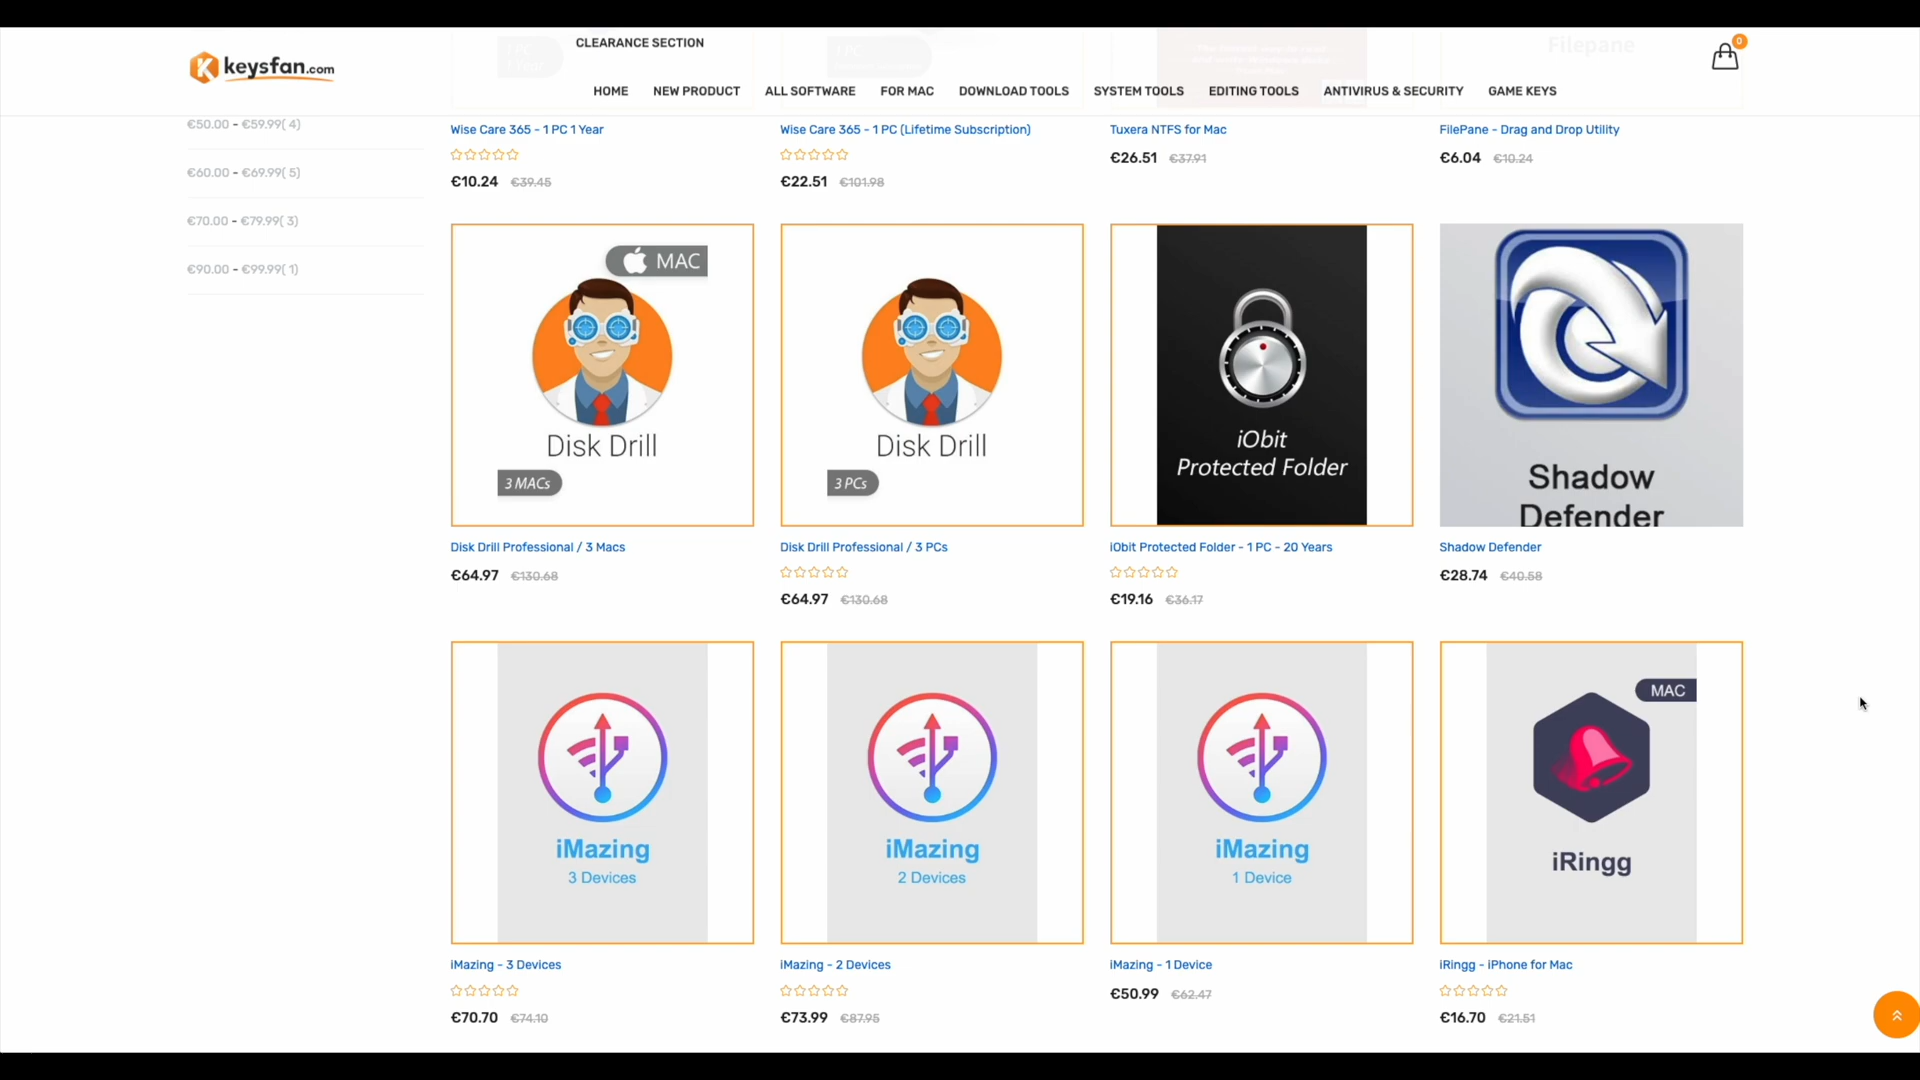 CLEARANCE SECTION
Filepane
keysfan.com
0
HOME NEW PRODUCT ALL SOFTWARE FOR MAC DOWNLOAD TOOLS SYSTEM TOOLS EDITING TOOLS ANTIVIRUS & SECURITY GAME KEYS
€50.00 - €59.99( 4)
€60.00 - €69.99( 5)
€70.00 - €79.99( 3)
€90.00 - €99.99( 1)
Wise Care 365 - 1 PC 1 Year
€10.24 €39.45
Wise Care 365 - 1 PC (Lifetime Subscription)
€22.51 €101.98
Tuxera NTFS for Mac
€26.51 €37.91
FilePane - Drag and Drop Utility
€6.04 €10.24
MAC
Disk Drill
3 MACs
Disk Drill Professional / 3 Macs
€64.97 €130.68
Disk Drill
3 PCs
Disk Drill Professional / 3 PCs
€64.97 €130.68
iObit
Protected Folder
iObit Protected Folder - 1 PC - 20 Years
€19.16 €36.17
Shadow
Defender
Shadow Defender
€28.74 €40.58
iMazing
3 Devices
iMazing - 3 Devices
€70.70 €74.10
iMazing
2 Devices
iMazing - 2 Devices
€73.99 €87.95
iMazing
1 Device
iMazing - 1 Device
€50.99 €62.47
MAC
iRingg
iRingg - iPhone for Mac
€16.70 €21.51